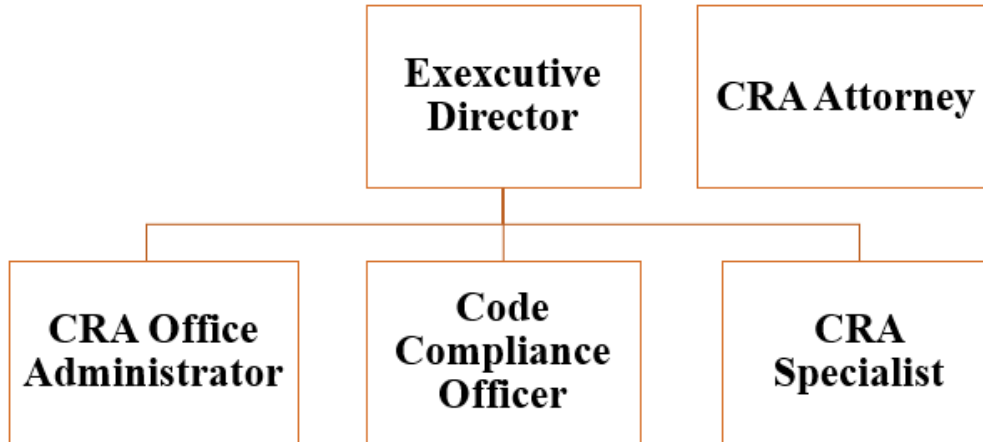 Exexcutive
Director
CRA Attorney
CRA Office
Administrator
Code
Compliance
Officer
CRA
Specialist